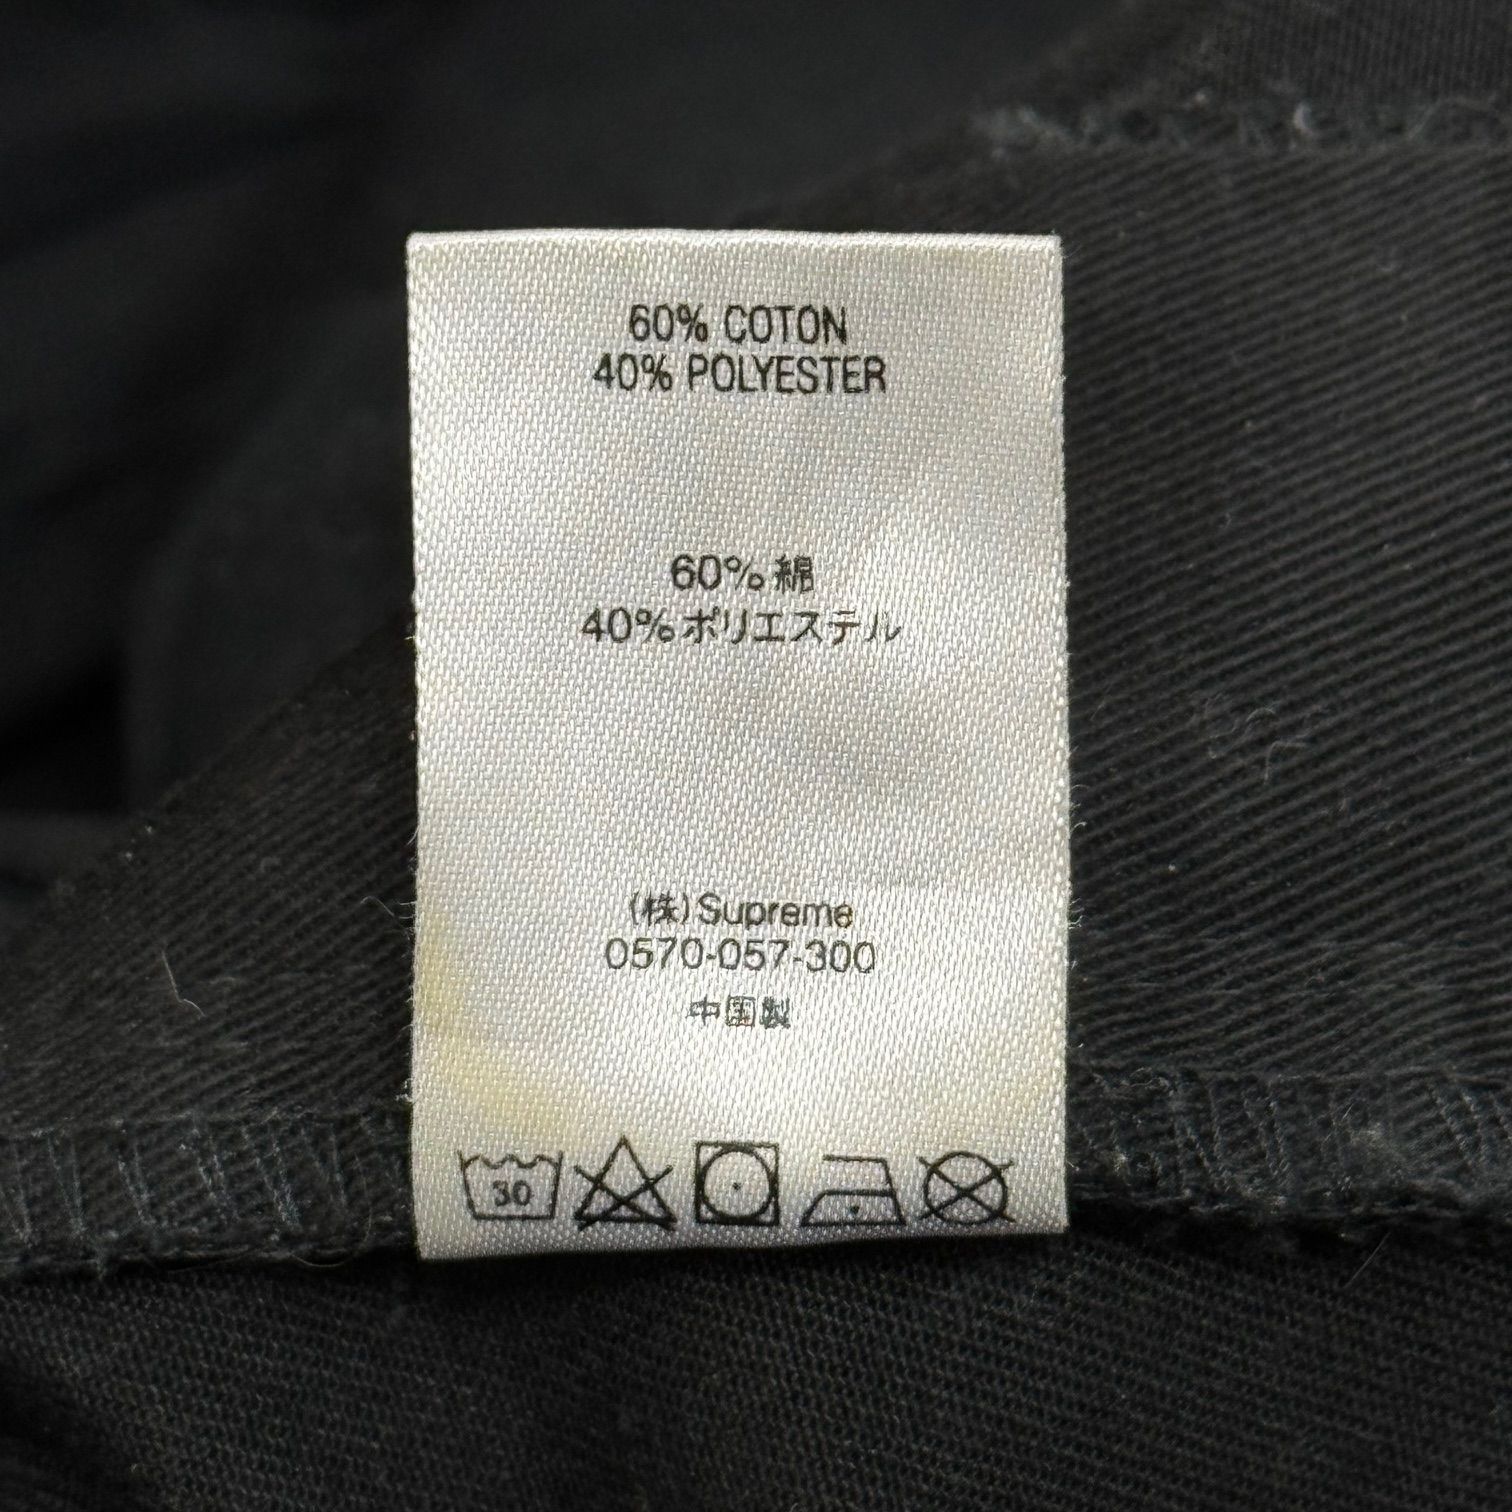 60% COTON
40% POLYESTER
60%綿
40%ポリエステル
(株)Supreme
0570-057-300
中国製
30